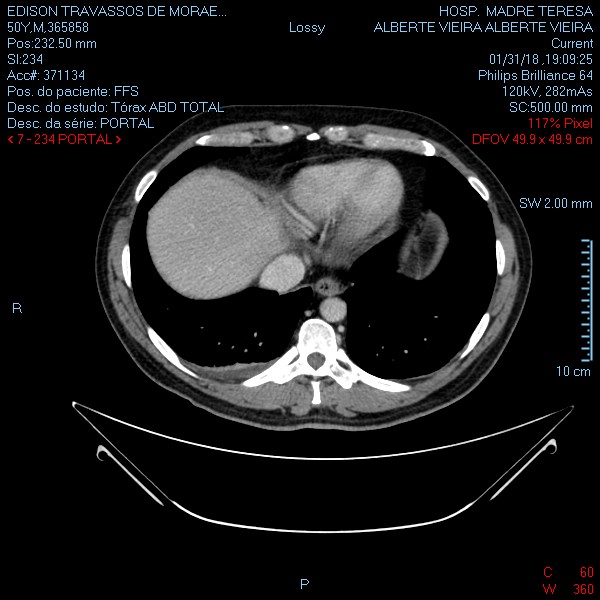 EDISON TRAVASSOS DE MORAE...
50Y,M,365858
Pos:232.50 mm
SI:234
Acc#: 371134
Pos. do paciente: FFS
Desc. do estudo: Tórax ABD TOTAL
Desc. da série: PORTAL
< 7 - 234 PORTAL >
Lossy
HOSP. MADRE TERESA
ALBERTE VIEIRA ALBERTE VIEIRA
Current
01/31/18 ,19:09:25
Philips Brilliance 64
120kV, 282mAs
SC:500.00 mm
117% Pixel
DFOV 49.9 x 49.9 cm
SW 2.00 mm
R
10 cm
P
C 60
W 360